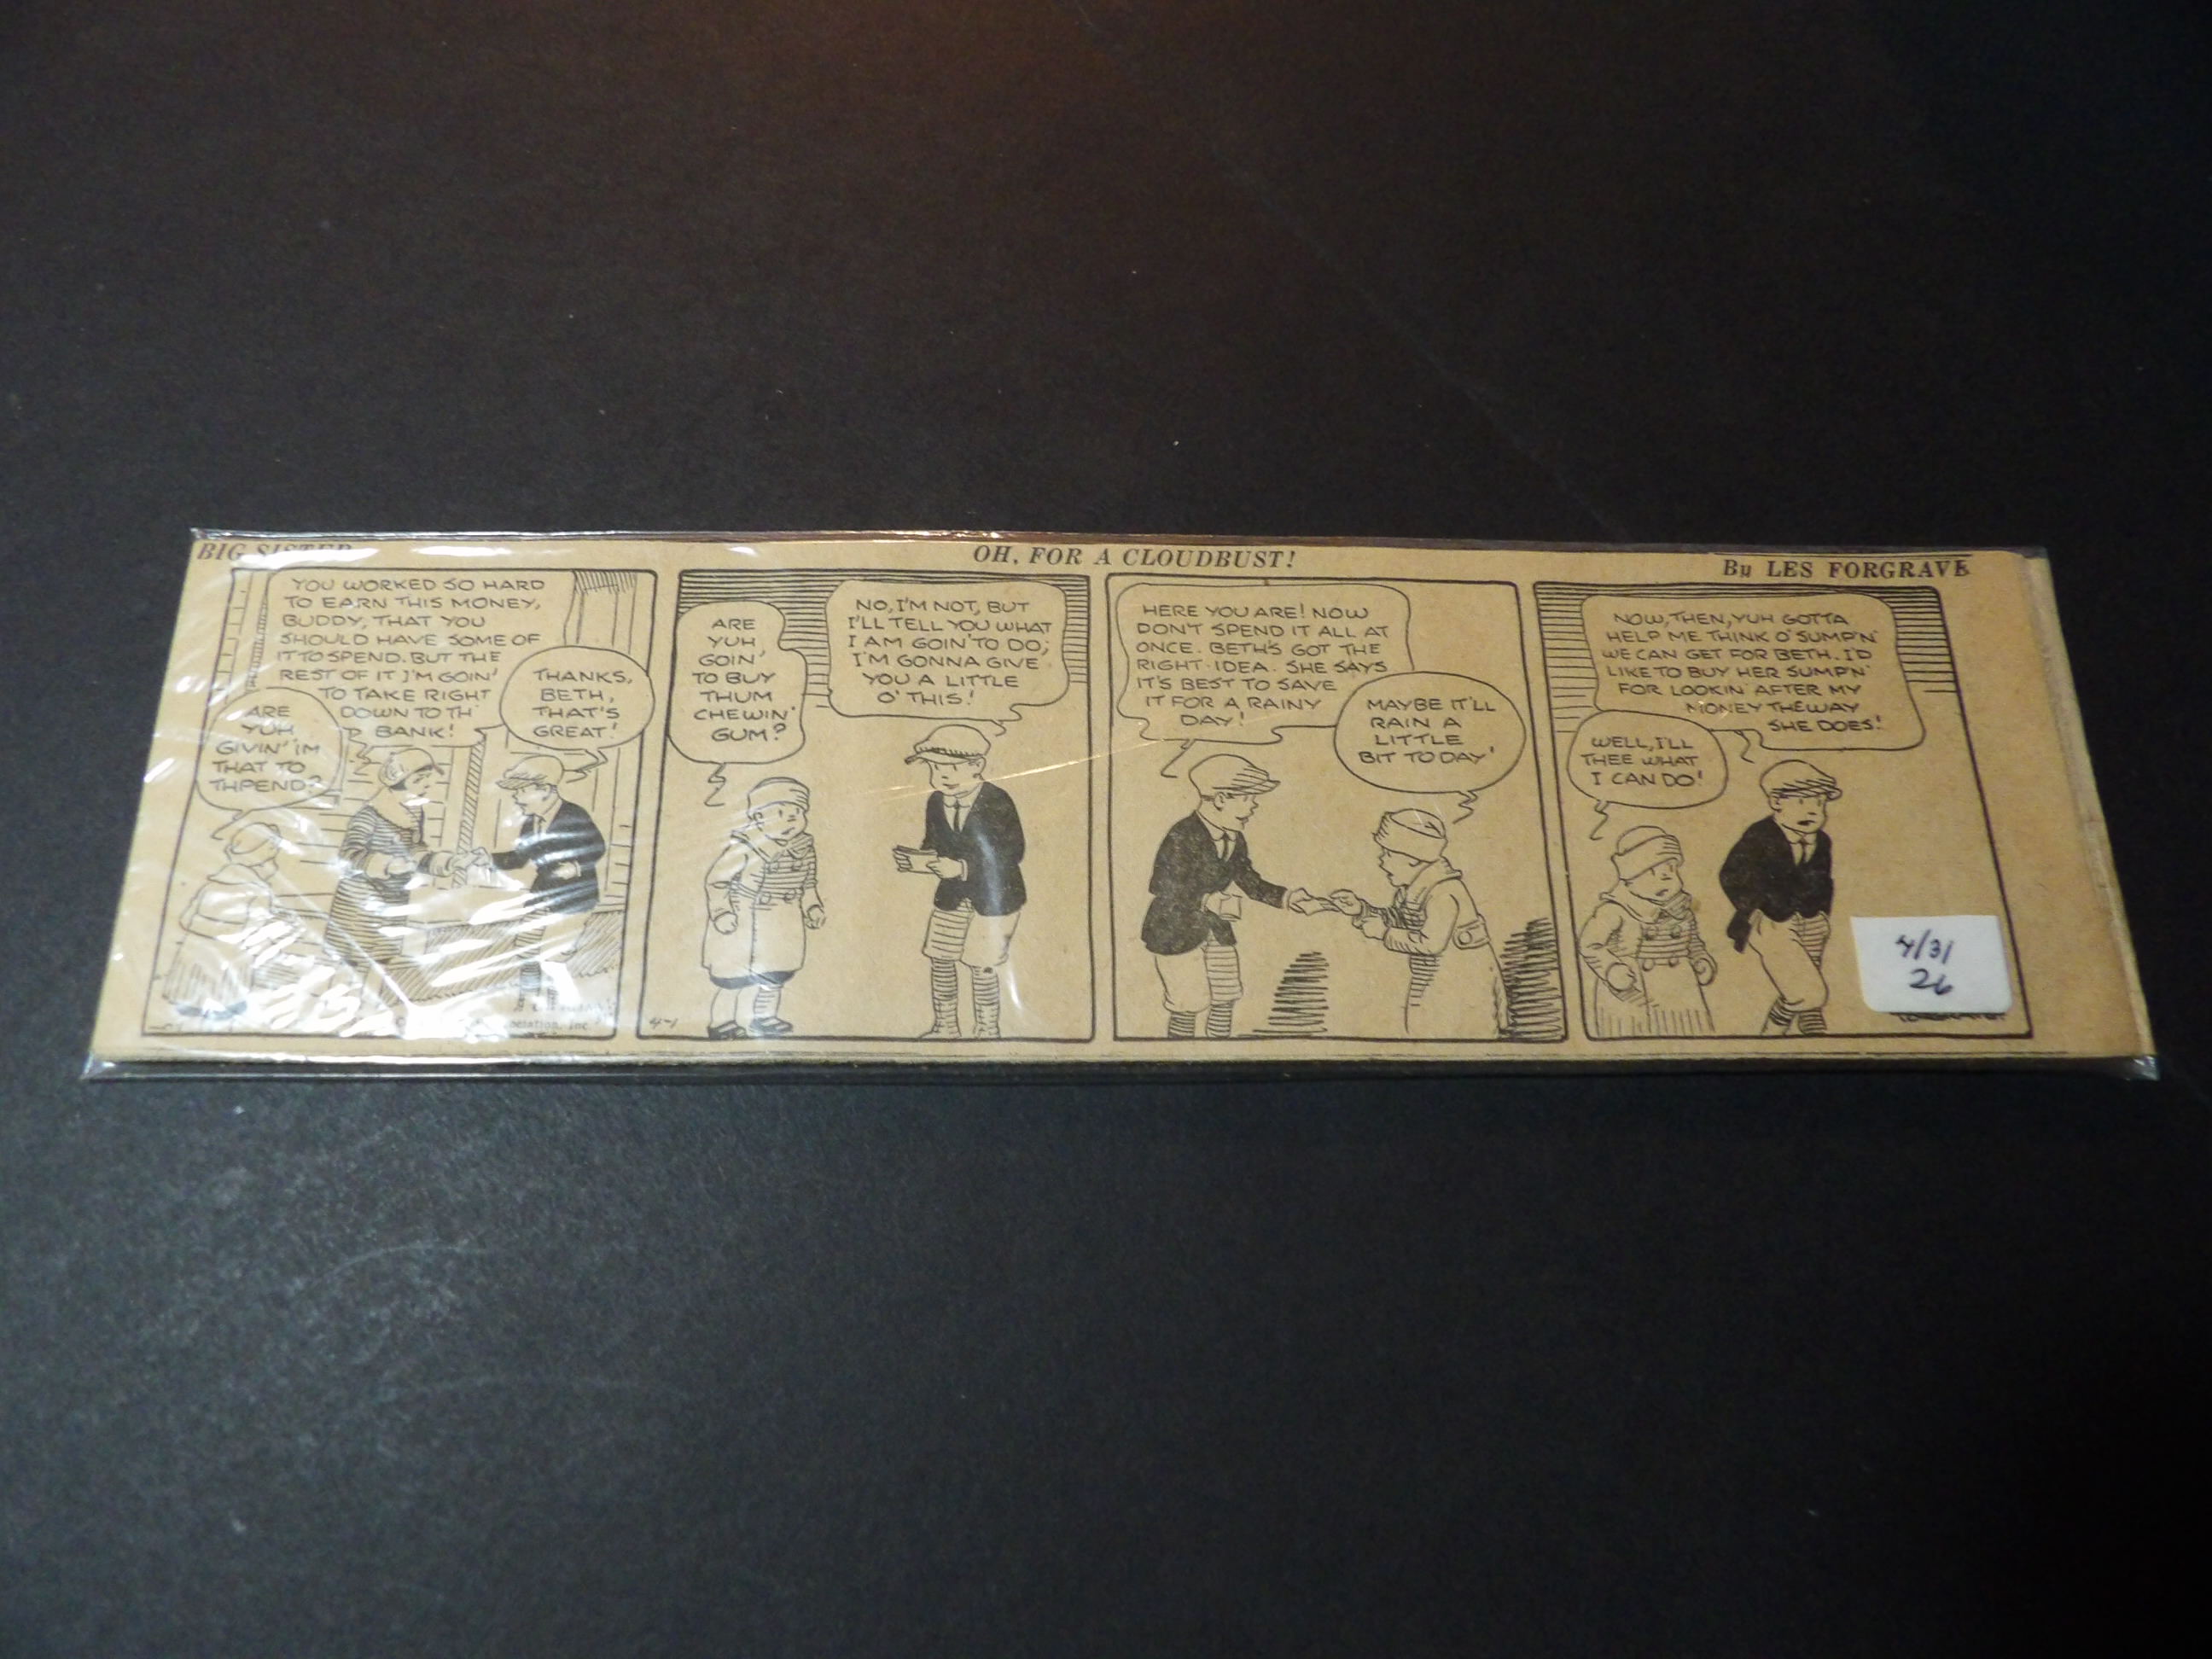 BIG SISTER
OH, FOR A CLOUDBUST!
By LES FORGRAVE
YOU WORKED SO HARD
TO EARN THIS MONEY,
BUDDY, THAT YOU
SHOULD HAVE SOME OF
IT TO SPEND. BUT THE
REST OF IT I'M GOIN'
TO TAKE RIGHT
DOWN TO TH'
BANK!
ARE
YUH
GIVIN' IM
THAT TO
THPEND?
THANKS,
BETH,
THAT'S
GREAT!
ARE
YUH
GOIN'
TO BUY
THUM
CHEWIN'
GUM?
NO, I'M NOT, BUT
I'LL TELL YOU WHAT
I AM GOIN' TO DO;
I'M GONNA GIVE
YOU A LITTLE
O' THIS!
4-1
HERE YOU ARE! NOW
DON'T SPEND IT ALL AT
ONCE. BETH'S GOT THE
RIGHT IDEA. SHE SAYS
IT'S BEST TO SAVE
IT FOR A RAINY
DAY!
MAYBE IT'LL
RAIN A
LITTLE
BIT TODAY!
NOW, THEN, YUH GOTTA
HELP ME THINK O' SUMP'N'
WE CAN GET FOR BETH. I'D
LIKE TO BUY HER SUMP'N'
FOR LOOKIN' AFTER MY
MONEY THEWAY
SHE DOES!
WELL, I'LL
THEE WHAT
I CAN DO!
4/31
26